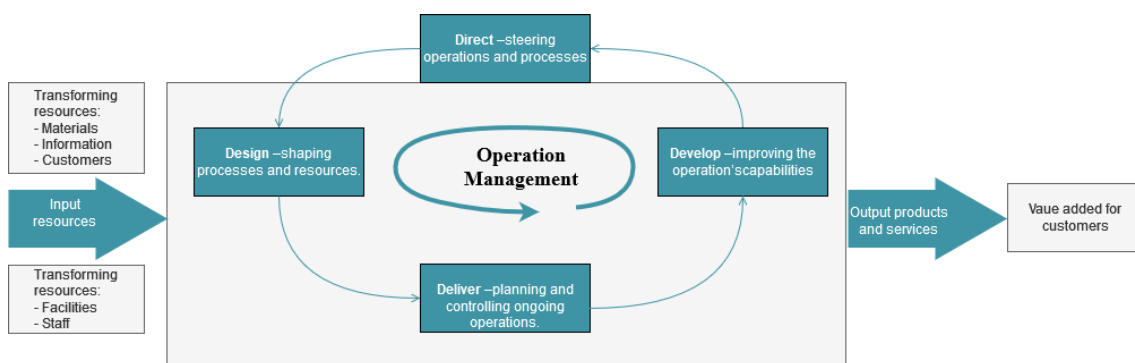 Direct –steering
operations and processes
Transforming
resources:
- Materials
- Information
- Customers
Design –shaping
processes and resources.
Operation
Management
Develop –improving the
operation'scapabilities
Input
resources
Output products
and services
Vaue added for
customers
Transforming
resources:
- Facilities
- Staff
Deliver –planning and
controlling ongoing
operations.